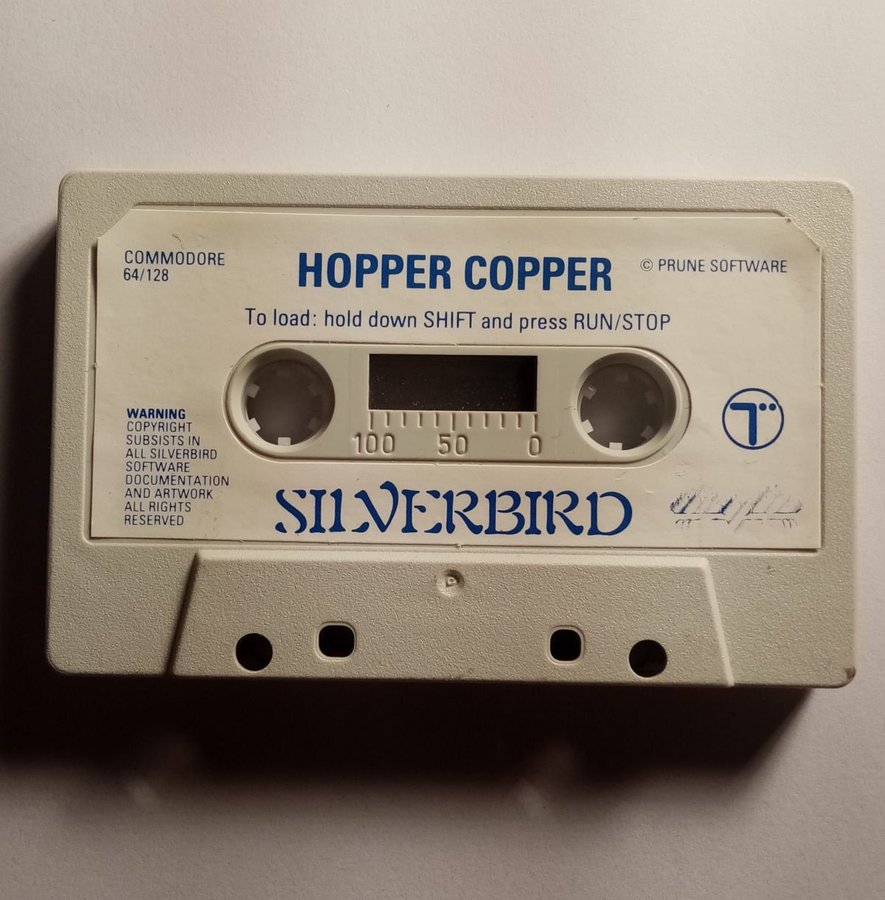 COMMODORE
64/128
HOPPER COPPER
© PRUNE SOFTWARE
To load: hold down SHIFT and press RUN/STOP
100 50 0
WARNING
COPYRIGHT
SUBSISTS IN
ALL SILVERBIRD
SOFTWARE
DOCUMENTATION
AND ARTWORK
ALL RIGHTS
RESERVED
SILVERBIRD